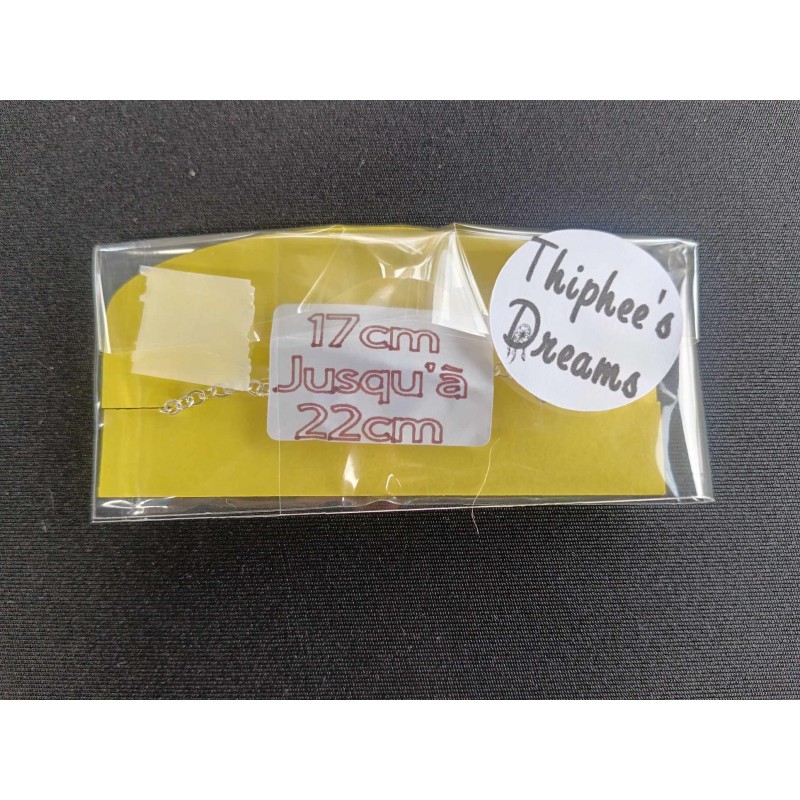 17cm
Jusqu'ā
22cm
Thiphee's
Dreams